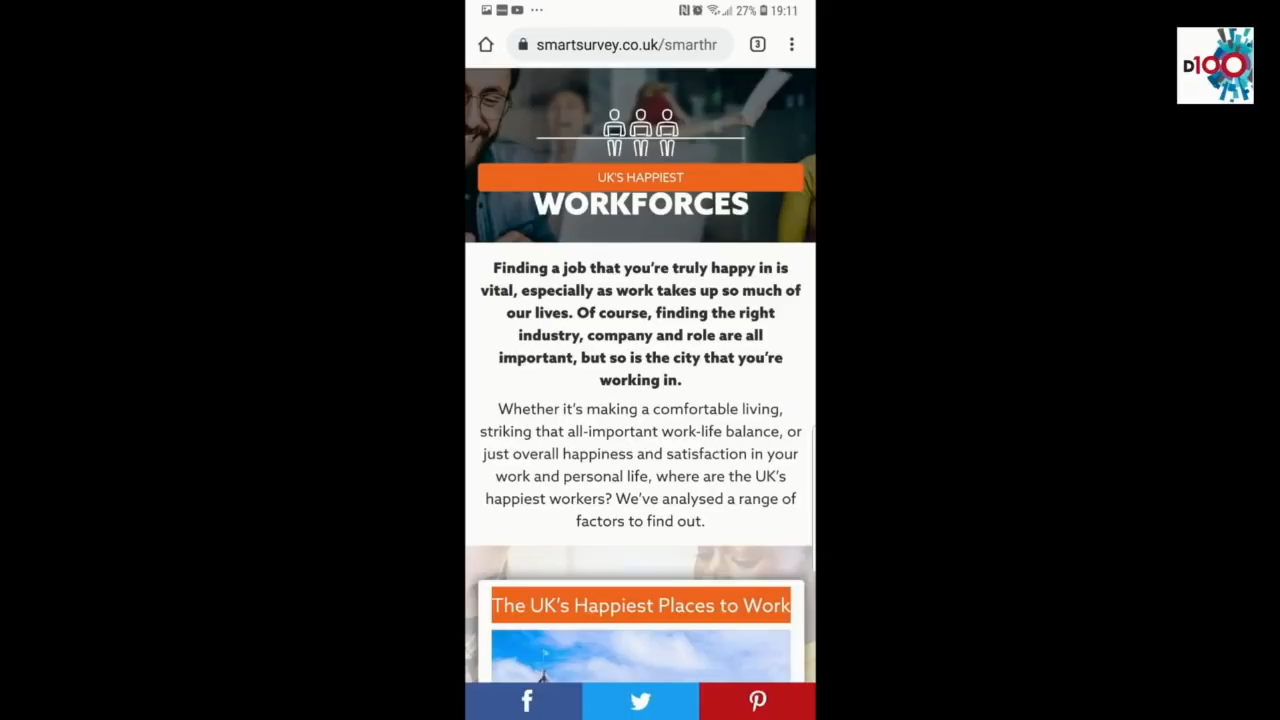 27% 19:11
smartsurvey.co.uk/smarthr
3
D100
UK'S HAPPIEST
WORKFORCES
Finding a job that you’re truly happy in is
vital, especially as work takes up so much of
our lives. Of course, finding the right
industry, company and role are all
important, but so is the city that you’re
working in.
Whether it’s making a comfortable living,
striking that all-important work-life balance, or
just overall happiness and satisfaction in your
work and personal life, where are the UK’s
happiest workers? We’ve analysed a range of
factors to find out.
The UK’s Happiest Places to Work